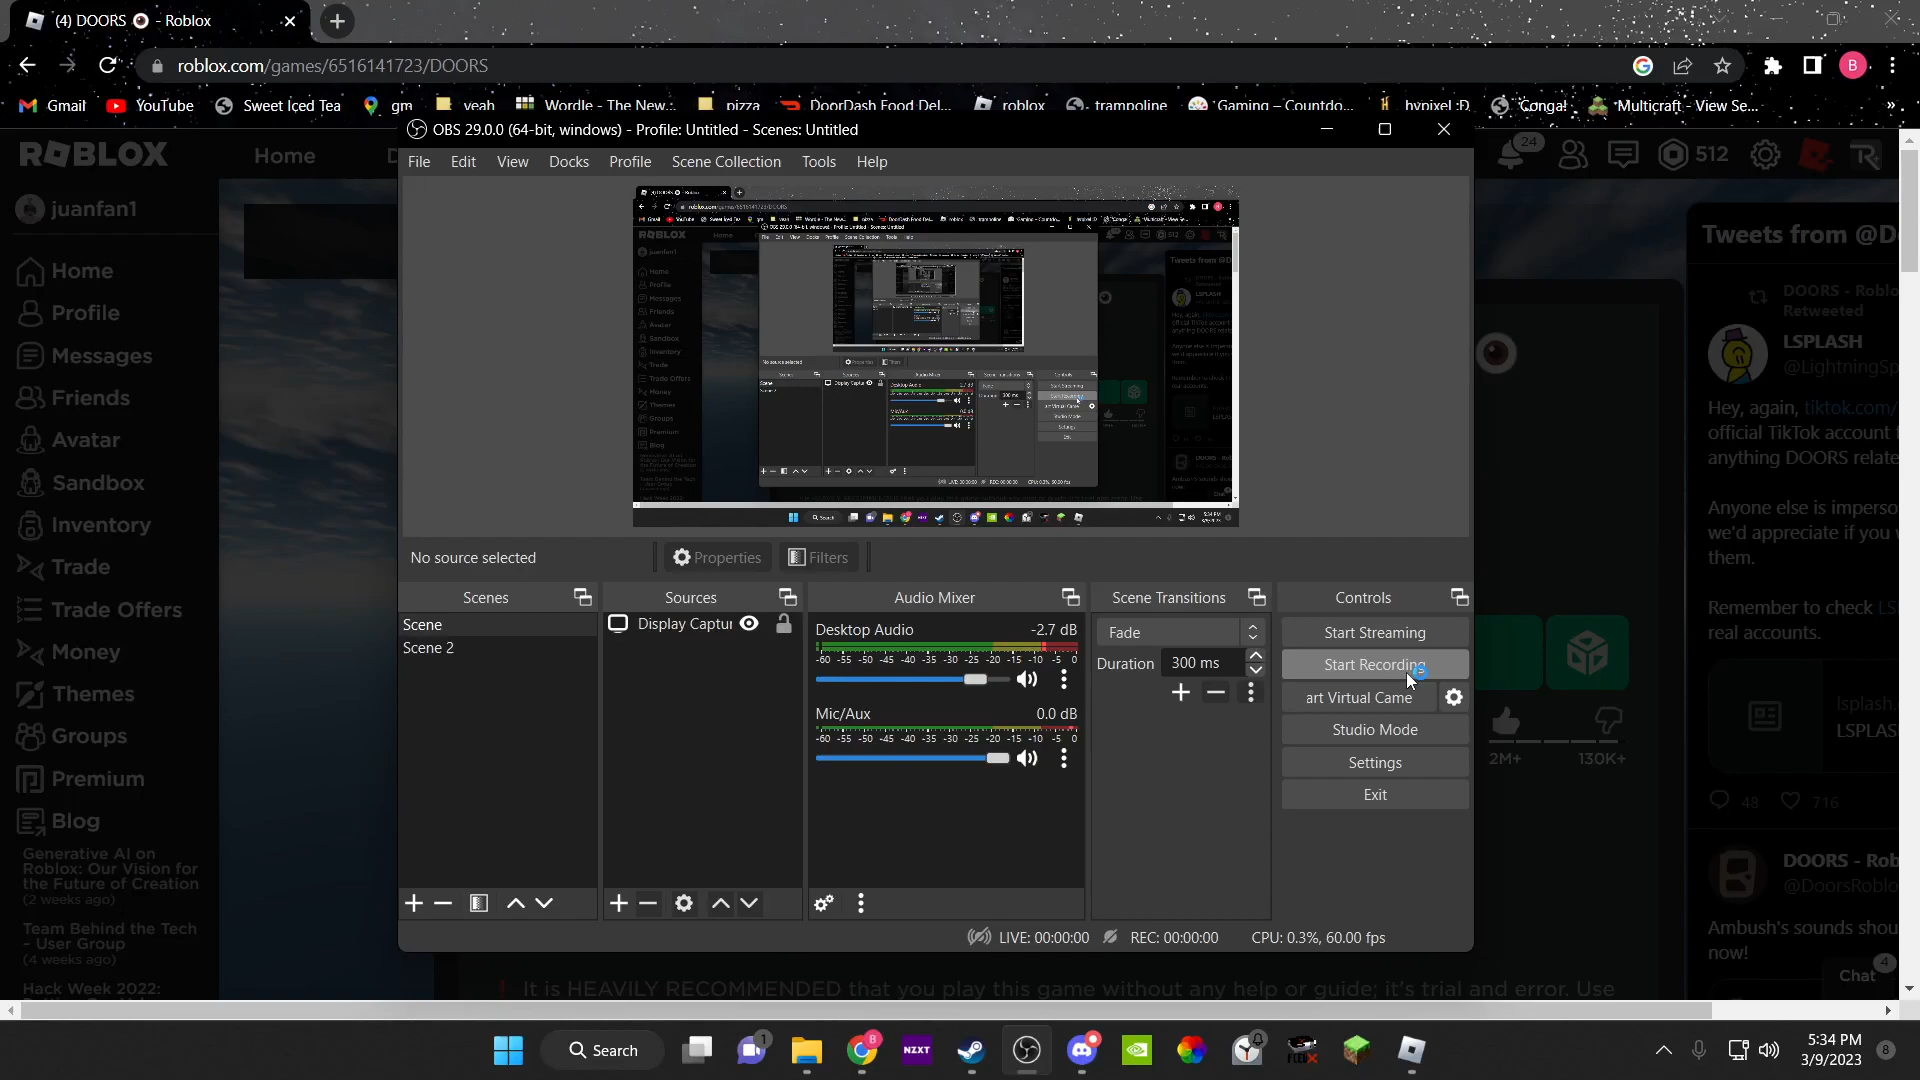 (4) DOORS - Roblox
roblox.com/games/6516141723/DOORS
B
Gmail
YouTube
Sweet Iced Tea
gm
yeah
Wordle - The New...
pizza
DoorDash Food Del...
roblox
trampoline
Gaming – Countdo...
hypixel :D
Conga!
Multicraft - View Se...
»
OBS 29.0.0 (64-bit, windows) - Profile: Untitled - Scenes: Untitled
File
Edit
View
Docks
Profile
Scene Collection
Tools
Help
ROBLOX
Home
24
512
juanfan1
Home
Profile
Messages
Friends
Avatar
Sandbox
Inventory
Trade
Trade Offers
Money
Themes
Groups
Premium
Blog
Generative AI on
Roblox: Our Vision for
the Future of Creation
(2 weeks ago)
Team Behind the Tech
– User Group
(4 weeks ago)
Hack Week 2022:
No source selected
Properties
Filters
Scenes
Sources
Audio Mixer
Scene Transitions
Controls
Scene
Scene 2
Display Captur
Desktop Audio
-2.7 dB
-60 -55 -50 -45 -40 -35 -30 -25 -20 -15 -10 -5 0
Mic/Aux
0.0 dB
-60 -55 -50 -45 -40 -35 -30 -25 -20 -15 -10 -5 0
Fade
Duration
300 ms
Start Streaming
Start Recording
art Virtual Came
Studio Mode
Settings
Exit
LIVE: 00:00:00
REC: 00:00:00
CPU: 0.3%, 60.00 fps
Tweets from @D
DOORS - Roblo
Retweeted
LSPLASH
@LightningSp
Hey, again, tiktok.com/
official TikTok account
anything DOORS relate
Anyone else is imperso
we'd appreciate if you
them.
Remember to check LS
real accounts.
lsplash.
LSPLAS
48
716
2M+
130K+
DOORS - Rob
@DoorsRoblo
Ambush's sounds shou
now!
Chat
4
! It is HEAVILY RECOMMENDED that you play this game without any help or guide; it's trial and error. Use
Search
1
B
NZXT
5:34 PM
3/9/2023
8